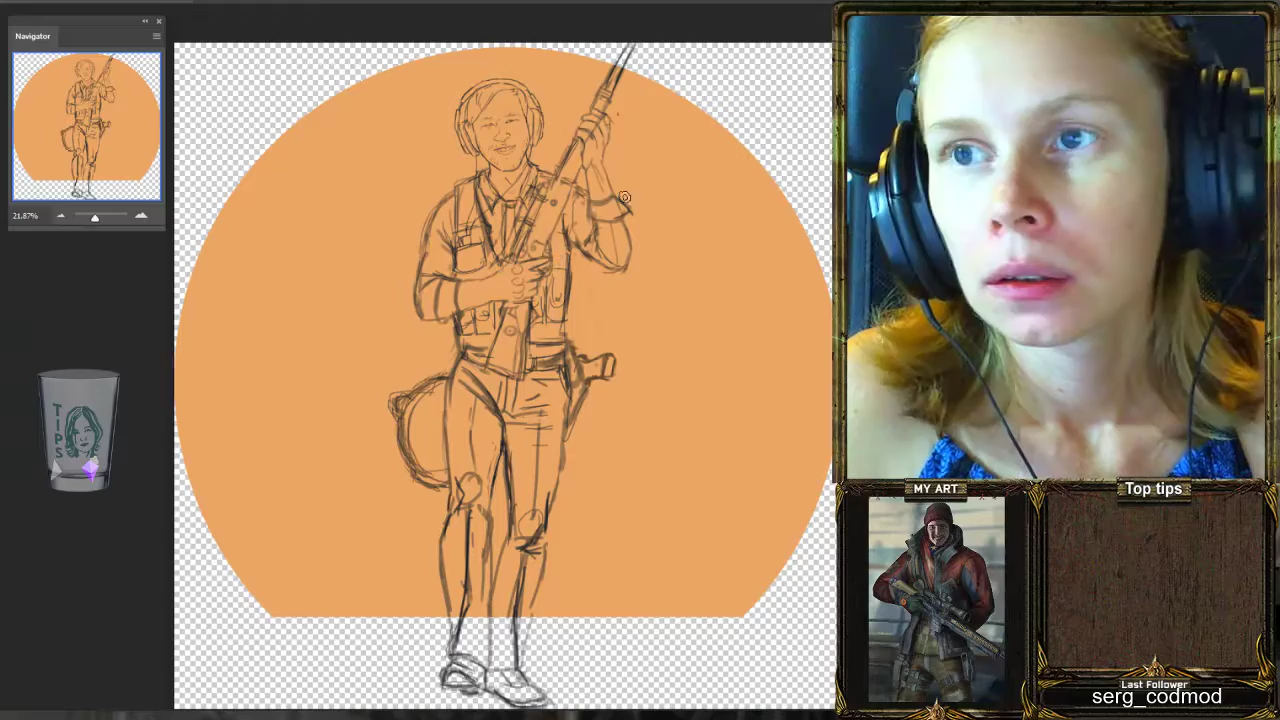 Navigator
21.87%
TIPS
MY ART
Top tips
Last Follower
serg_codmod